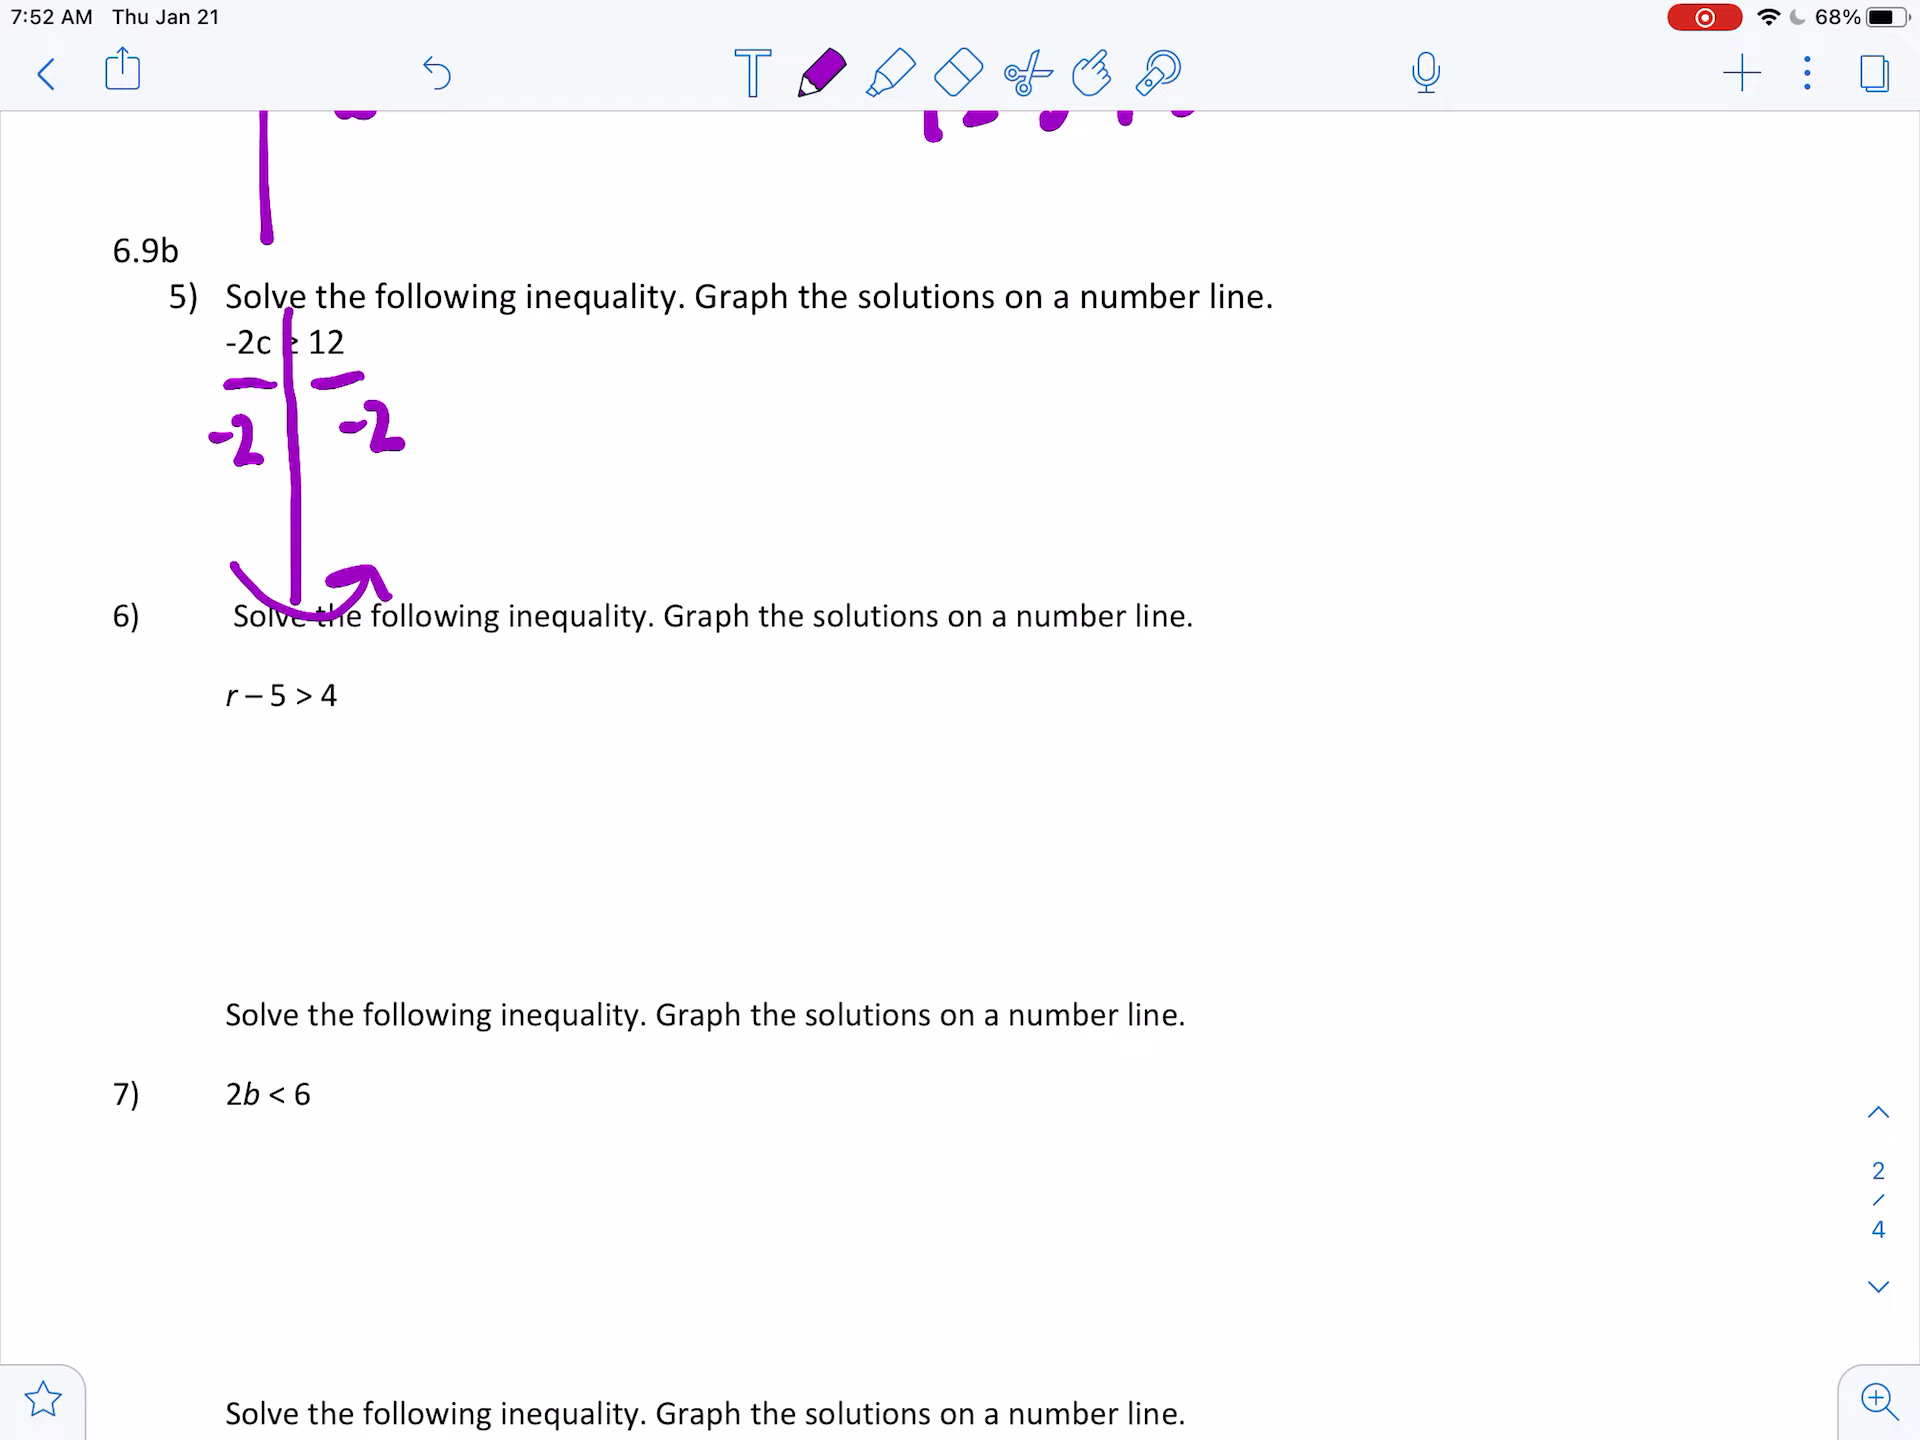 7:52 AM Thu Jan 21
68%
6.9b
5) Solve the following inequality. Graph the solutions on a number line.
-2c ≥ 12
-2 -2
6) Solve the following inequality. Graph the solutions on a number line.
r – 5 > 4
Solve the following inequality. Graph the solutions on a number line.
7) 2b < 6
2
/
4
Solve the following inequality. Graph the solutions on a number line.